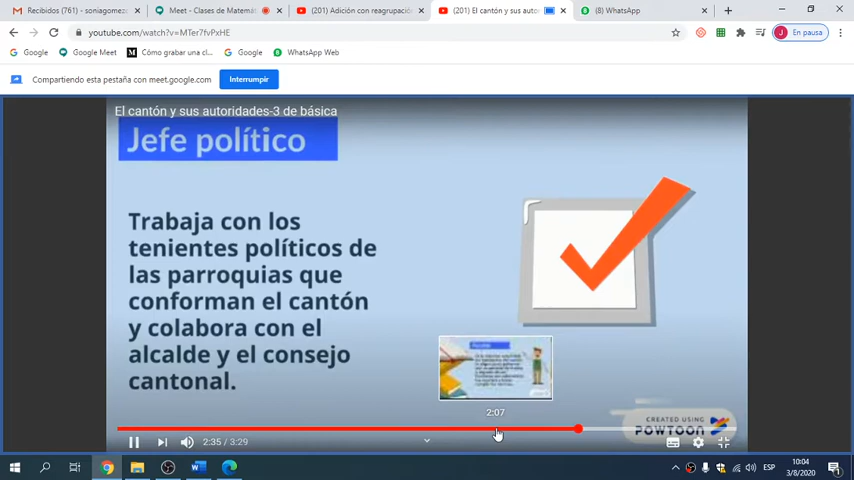 Recibidos (761) - soniagomez
Meet - Clases de Matemat
(201) Adición con reagrupación
(201) El cantón y sus auto
(8) WhatsApp
youtube.com/watch?v=MTer7fvPxHE
En pausa
Google
Google Meet
Cómo grabar una cl...
Google
WhatsApp Web
Compartiendo esta pestaña con meet.google.com
Interrumpir
El cantón y sus autoridades-3 de básica
Jefe político
Trabaja con los
tenientes políticos de
las parroquias que
conforman el cantón
y colabora con el
alcalde y el consejo
cantonal.
2:07
CREATED USING
POWTOON
2:35 / 3:29
ESP
10:04
3/8/2020